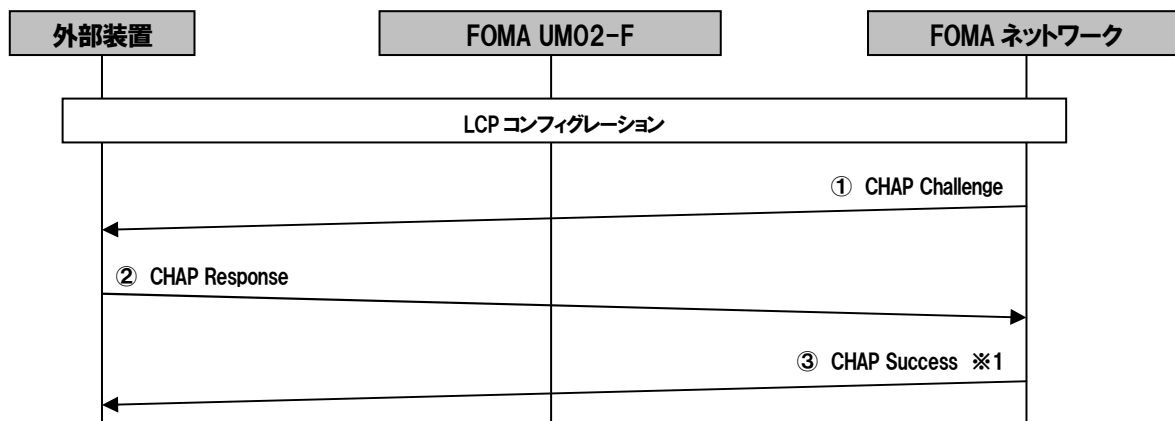 外部装置
FOMA UM02-F
FOMA ネットワーク
LCP コンフィグレーション
① CHAP Challenge
② CHAP Response
③ CHAP Success ※1